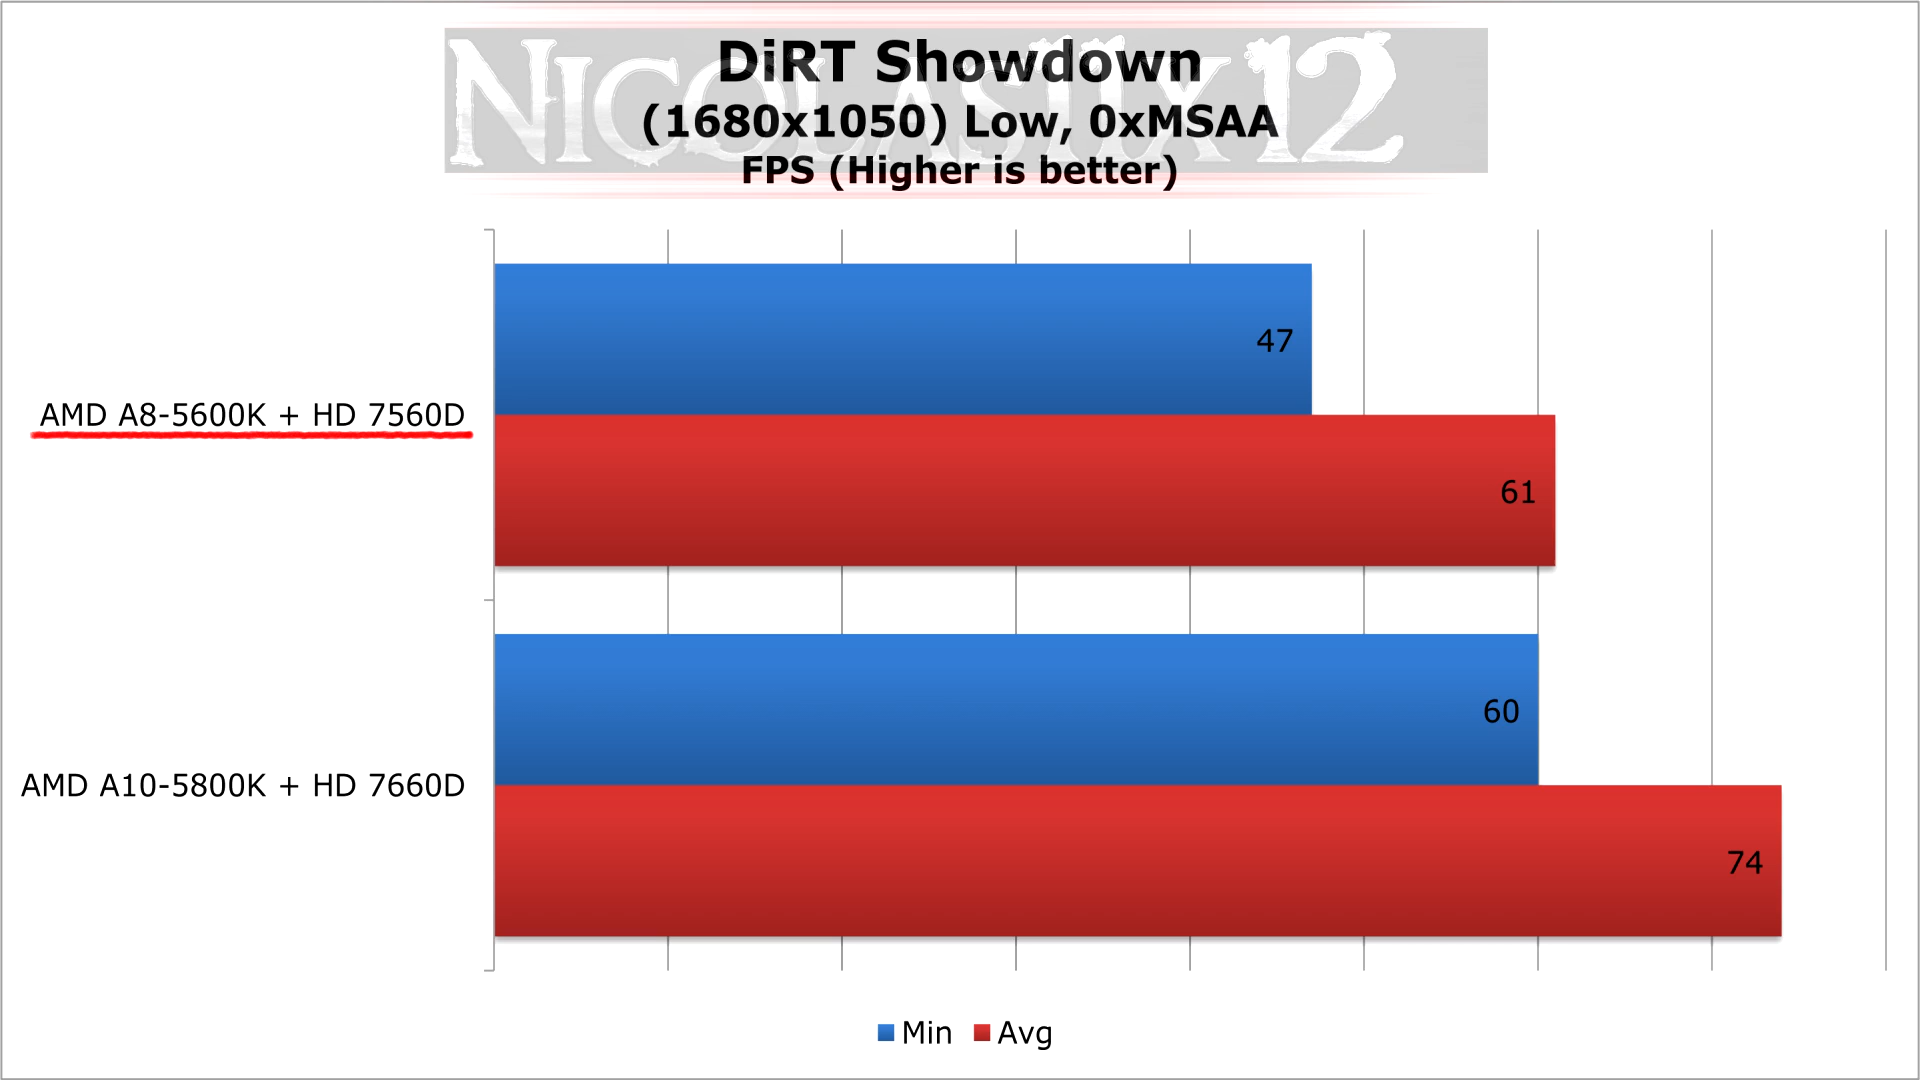 NICOLAS11X12
DiRT Showdown
(1680x1050) Low, 0xMSAA
FPS (Higher is better)
47
AMD A8-5600K + HD 7560D
61
60
AMD A10-5800K + HD 7660D
74
Min Avg